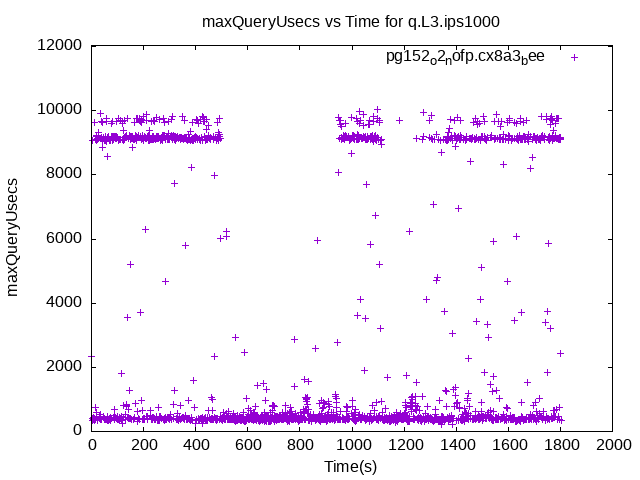 maxQueryUsecs vs Time for q.L3.ips1000
pg152o2nofp.cx8a3bee
12000
10000
8000
6000
4000
2000
0
maxQueryUsecs
0 200 400 600 800 1000 1200 1400 1600 1800 2000
Time(s)